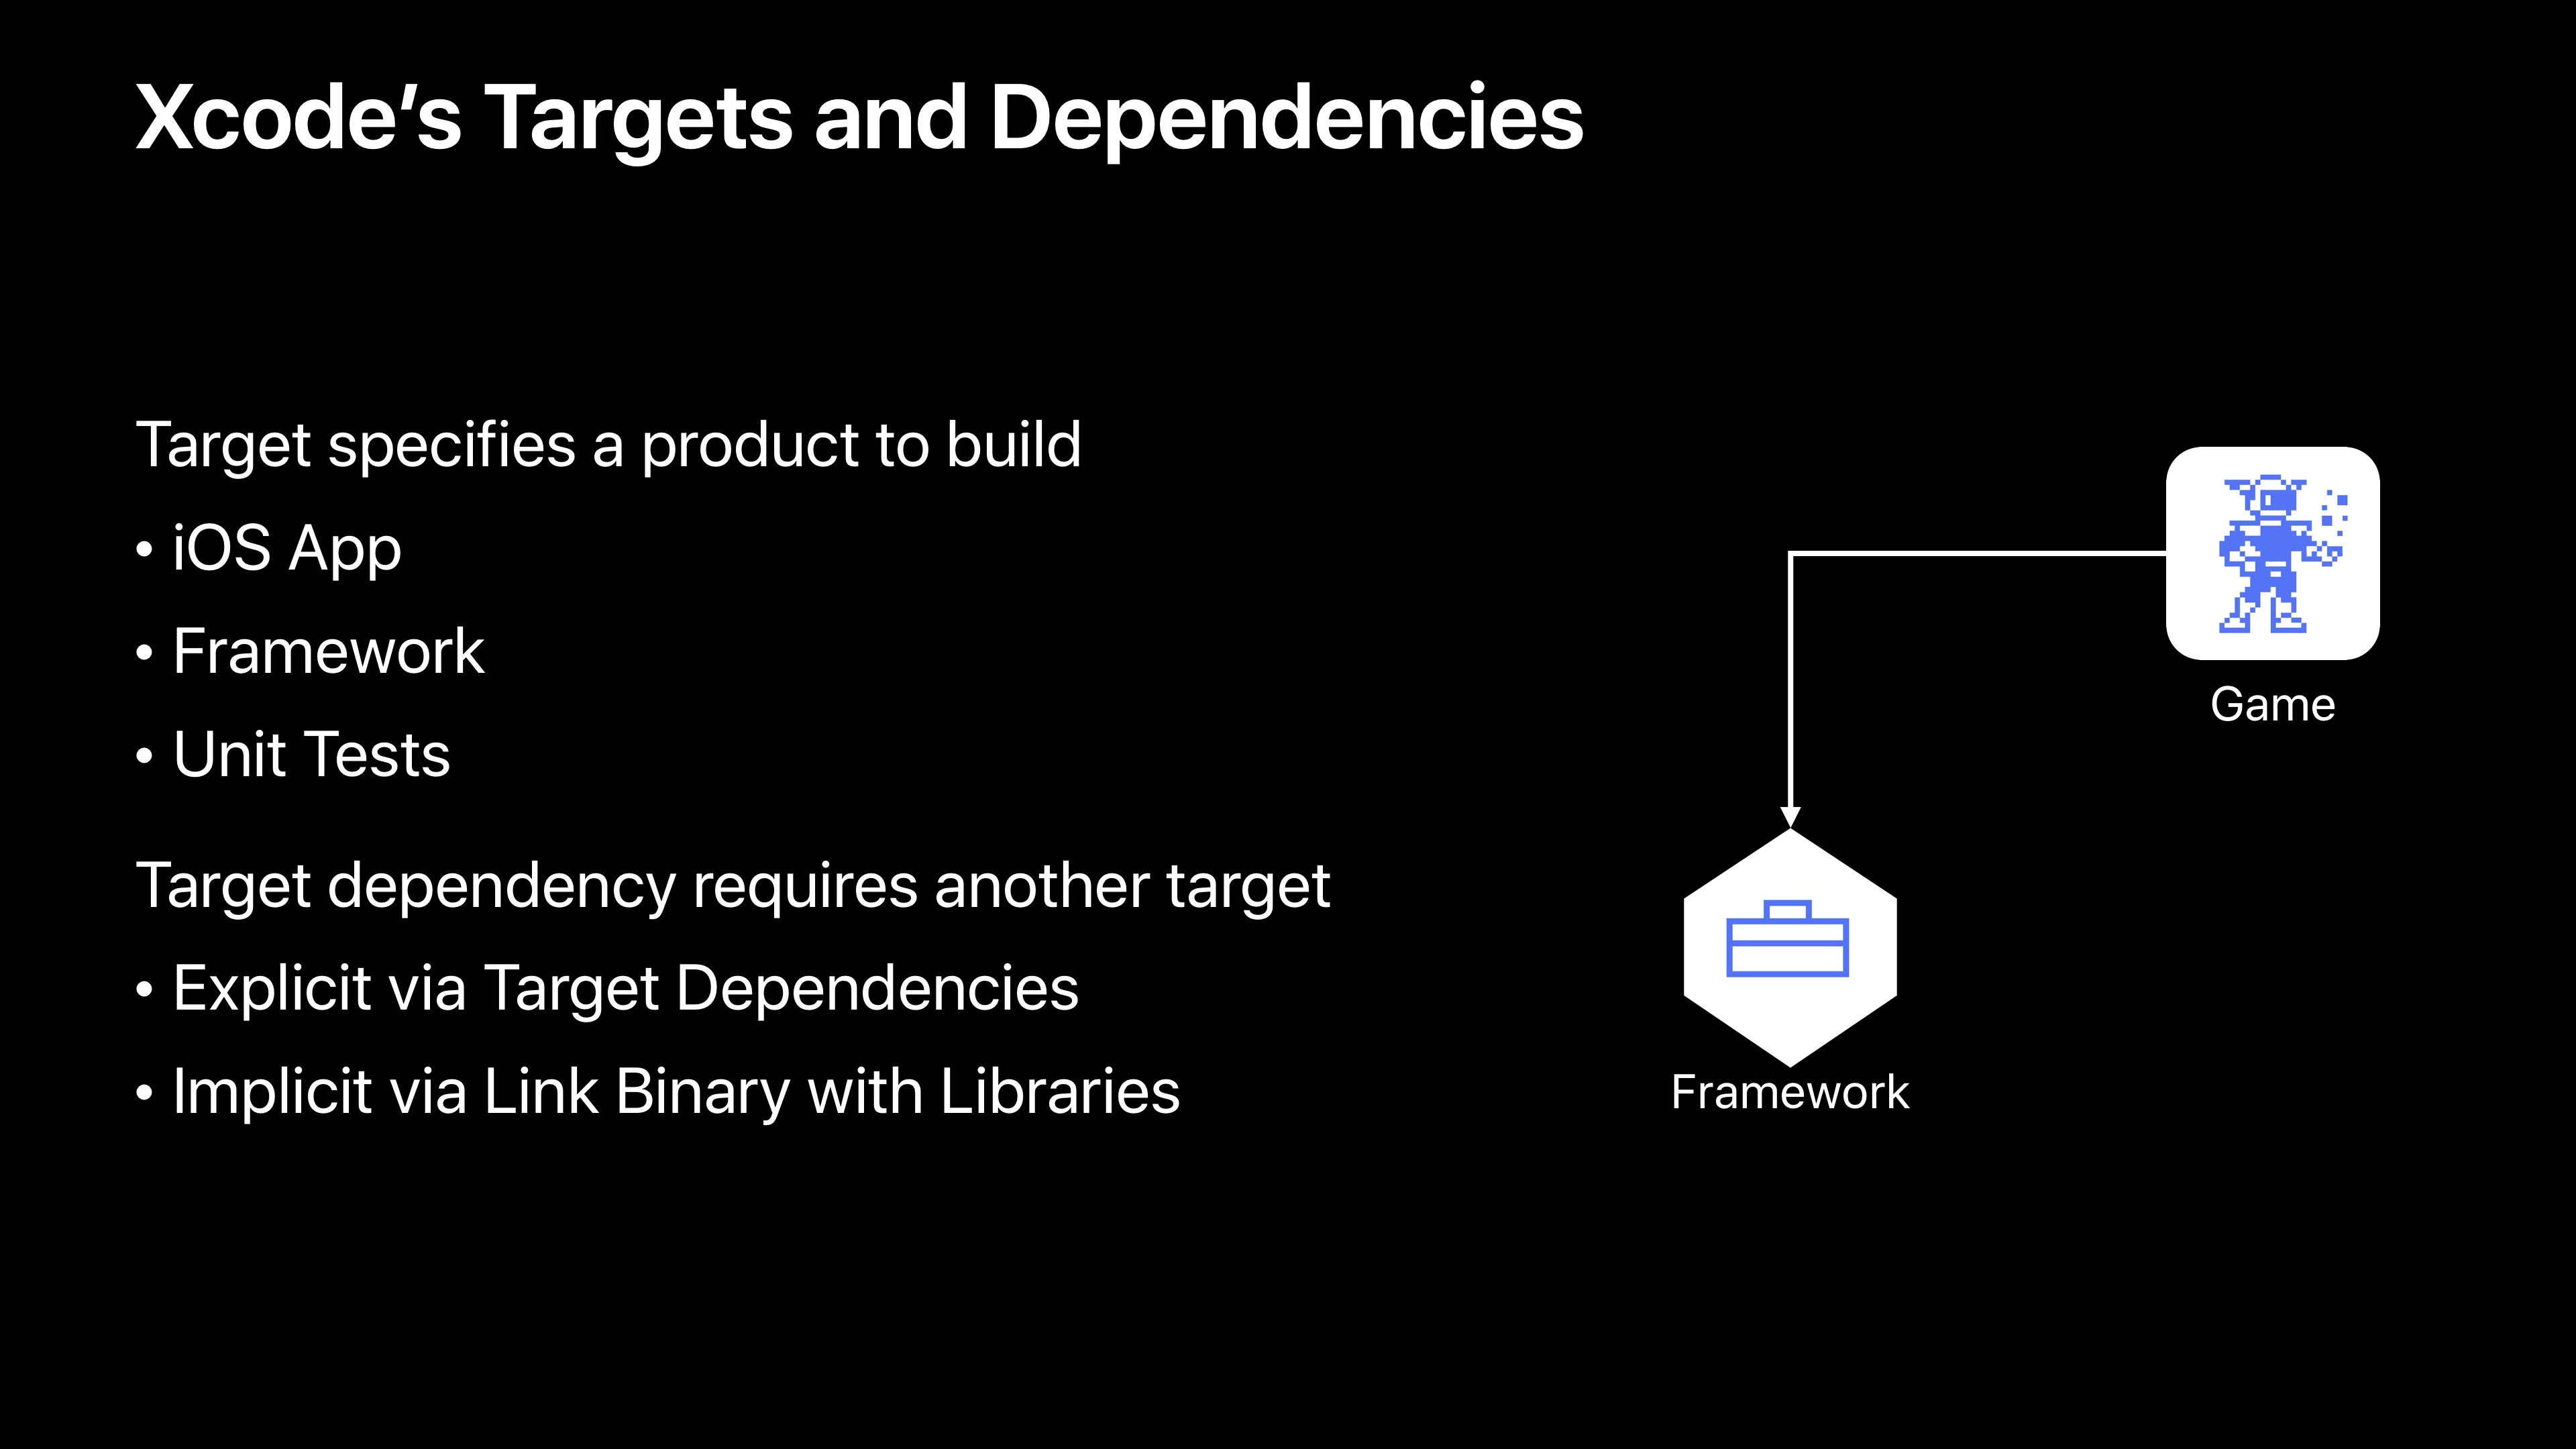 Xcode’s Targets and Dependencies
Target specifies a product to build
• iOS App
• Framework
• Unit Tests
Target dependency requires another target
• Explicit via Target Dependencies
• Implicit via Link Binary with Libraries
Game
Framework